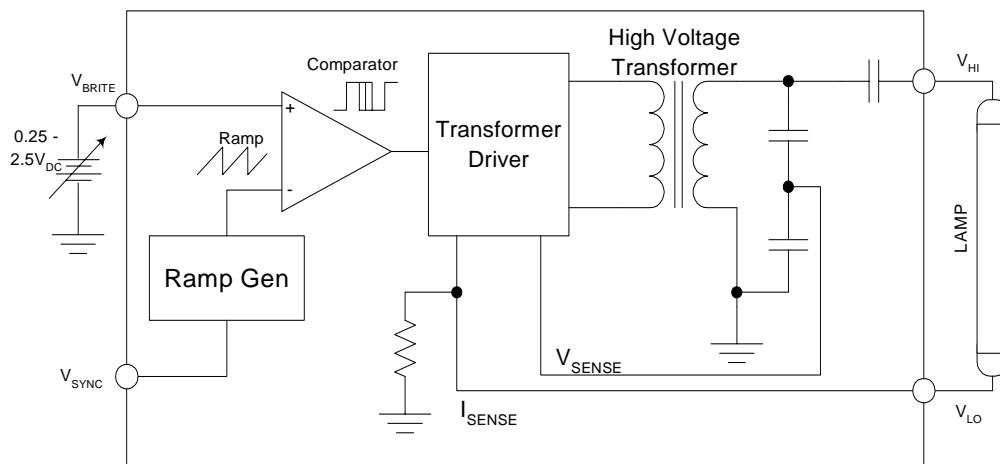 High Voltage
Transformer
V_HI
Comparator
V_BRITE
+
Transformer
Driver
0.25 -
2.5V_DC
Ramp
-
LAMP
Ramp Gen
V_SENSE
V_SYNC
I_SENSE
V_LO